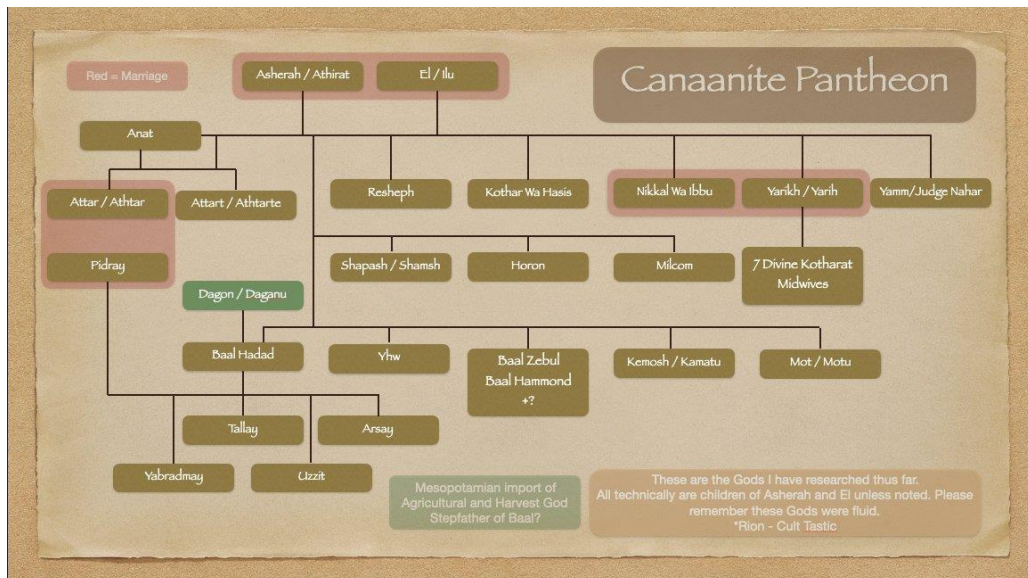 Red = Marriage
Asherah / Athirat
El / Ilu
Canaanite Pantheon
Anat
Attar / Athtar
Attart / Athtarte
Resheph
Kothar Wa Hasis
Nikkal Wa Ibbu
Yarikh / Yarih
Yamm/Judge Nahar
Pidray
Shapash / Shamsh
Horon
Milcom
7 Divine Kotharat
Midwives
Dagon / Daganu
Baal Hadad
Yhw
Baal Zebul
Baal Hammond
+?
Kemosh / Kamatu
Mot / Motu
Tallay
Arsay
Yabradmay
Uzzit
Mesopotamian import of
Agricultural and Harvest God
Stepfather of Baal?
These are the Gods I have researched thus far.
All technically are children of Asherah and El unless noted. Please
remember these Gods were fluid.
*Rion - Cult Tastic